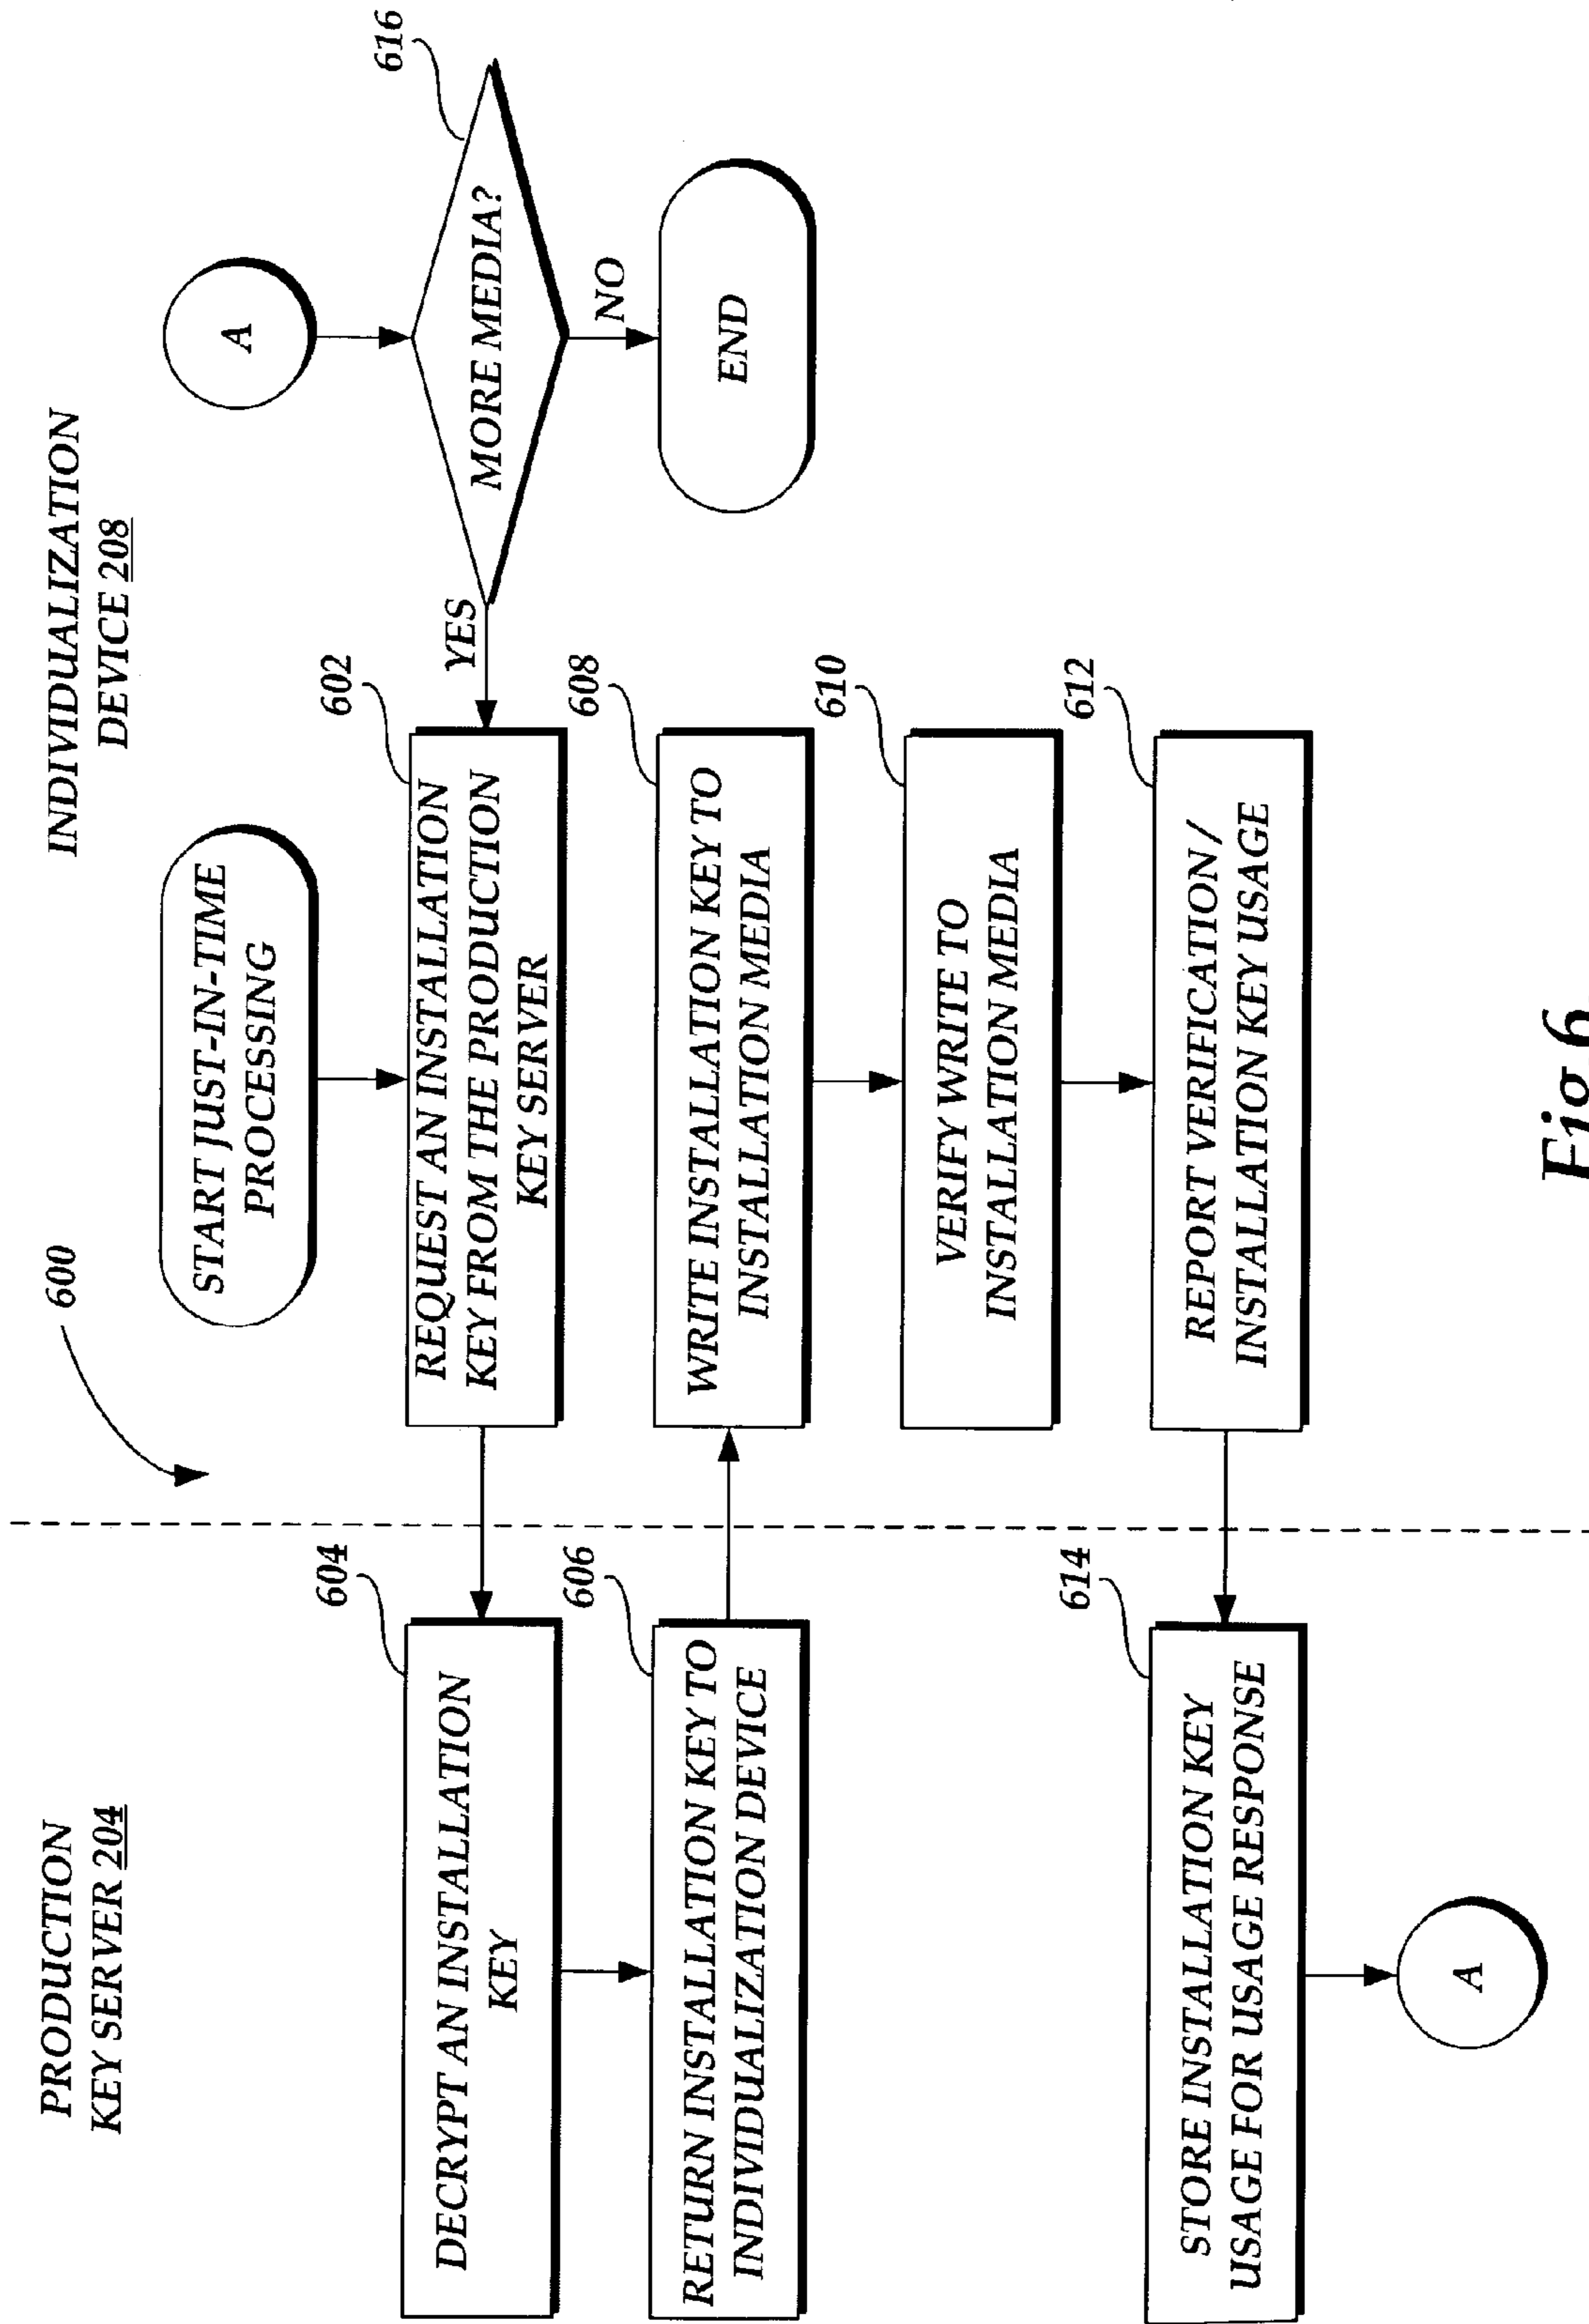 PRODUCTION
KEY SERVER 204
INDIVIDUALIZATION
DEVICE 208
600
START JUST-IN-TIME
PROCESSING
A
602
REQUEST AN INSTALLATION
KEY FROM THE PRODUCTION
KEY SERVER
YES
MORE MEDIA?
616
NO
END
604
DECRYPT AN INSTALLATION
KEY
606
RETURN INSTALLATION KEY TO
INDIVIDUALIZATION DEVICE
608
WRITE INSTALLATION KEY TO
INSTALLATION MEDIA
610
VERIFY WRITE TO
INSTALLATION MEDIA
612
REPORT VERIFICATION /
INSTALLATION KEY USAGE
614
STORE INSTALLATION KEY
USAGE FOR USAGE RESPONSE
A
Fig.6